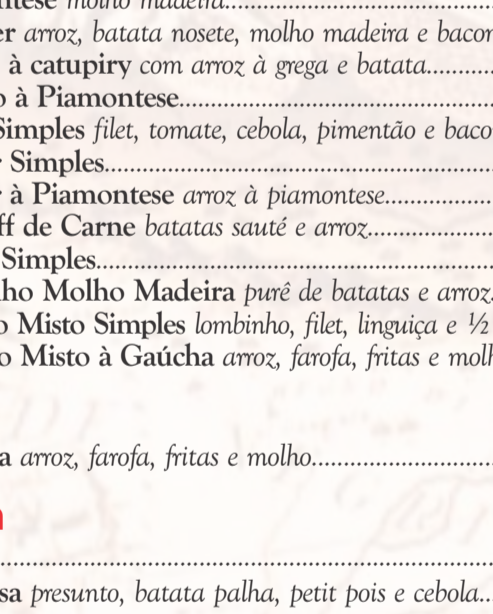 molho madeira
er arroz, batata nosete, molho madeira e bacon
à catupiry com arroz à grega e batata
o à Piamontese
Simples filet, tomate, cebola, pimentão e baco
r Simples
r à Piamontese arroz à piamontese
ff de Carne batatas sauté e arroz
Simples
ho Molho Madeira purê de batatas e arroz
o Misto Simples lombinho, filet, linguiça e ½
o Misto à Gaúcha arroz, farofa, fritas e molh
a arroz, farofa, fritas e molho
sa presunto, batata palha, petit pois e cebola